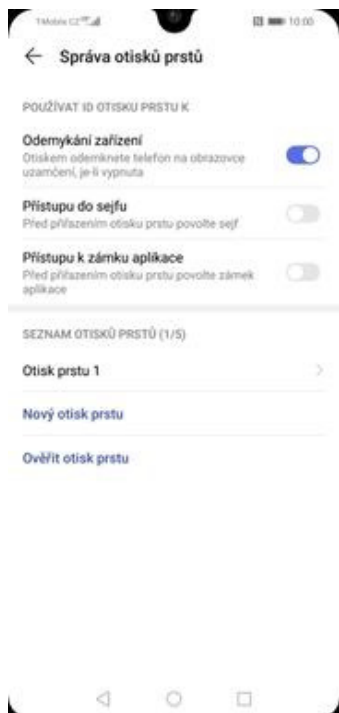 T-Mobile CZ 10:00
Správa otisků prstů
POUŽÍVAT ID OTISKU PRSTU K
Odemykání zařízení
Otiskem odemknete telefon na obrazovce
uzamčení, je-li vypnuta
Přístupu do sejfu
Před přiřazením otisku prstu povolte sejf
Přístupu k zámku aplikace
Před přiřazením otisku prstu povolte zámek
aplikace
SEZNAM OTISKŮ PRSTŮ (1/5)
Otisk prstu 1
Nový otisk prstu
Ověřit otisk prstu